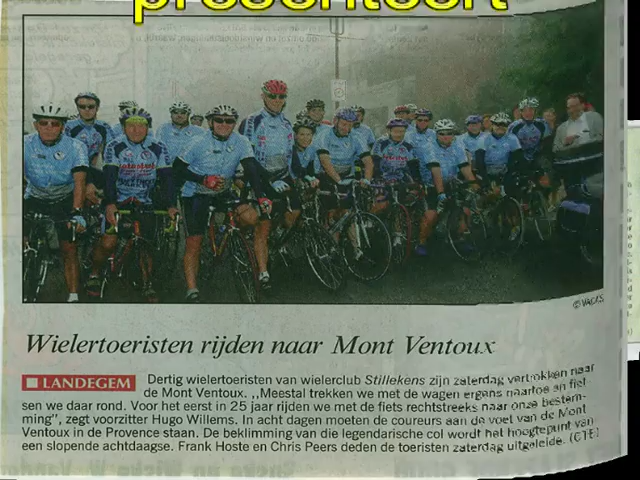 presenteert
© VACIS
Wielertoeristen rijden naar Mont Ventoux
LANDEGEM Dertig wielertoeristen van wielerclub Stillekens zijn zaterdag vertrokken naar
de Mont Ventoux. ,,Meestal trekken we met de wagen ergens naartoe en fiet-
sen we daar rond. Voor het eerst in 25 jaar rijden we met de fiets rechtstreeks naar onze bestem-
ming", zegt voorzitter Hugo Willems. In acht dagen moeten de coureurs aan de voet van de Mont
Ventoux in de Provence staan. De beklimming van die legendarische col wordt het hoogtepunt van
een slopende achtdaagse. Frank Hoste en Chris Peers deden de toeristen zaterdag uitgeleide. (CTE)